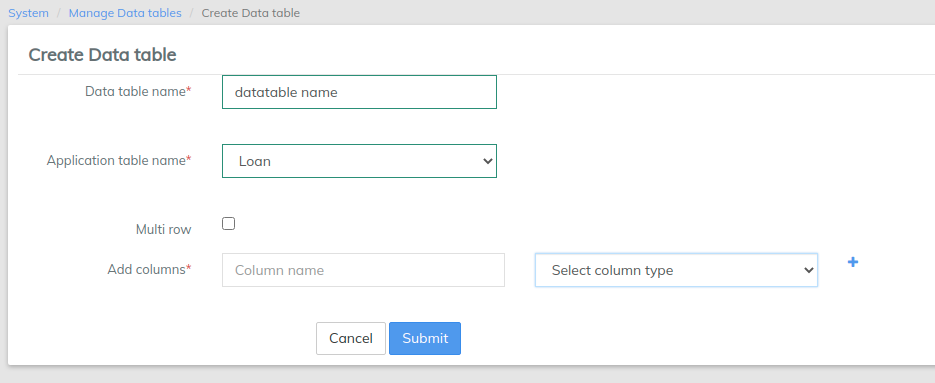 System / Manage Data tables / Create Data table
Create Data table
Data table name* datatable name
Application table name* Loan
Multi row
Add columns* Column name Select column type +
Cancel Submit